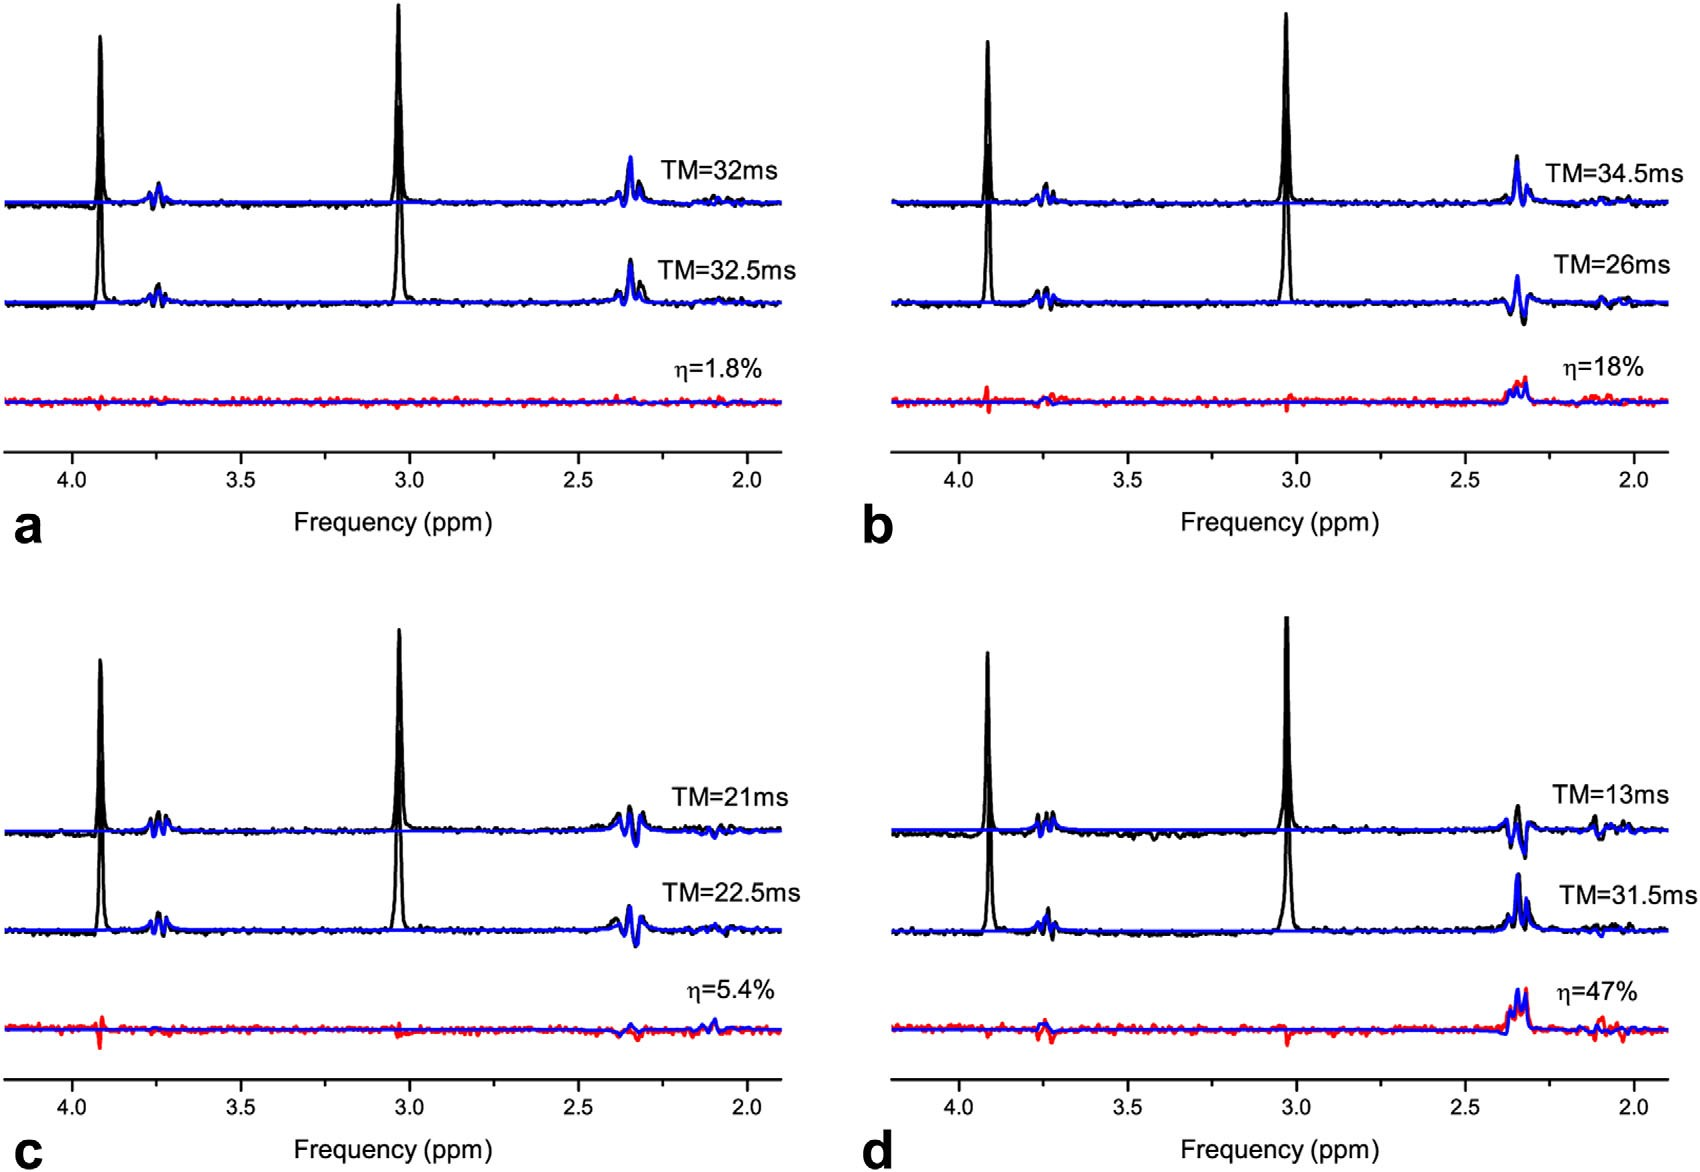 TM=32ms
TM=32.5ms
η=1.8%
4.0 3.5 3.0 2.5 2.0
Frequency (ppm)
a
TM=34.5ms
TM=26ms
η=18%
4.0 3.5 3.0 2.5 2.0
Frequency (ppm)
b
TM=21ms
TM=22.5ms
η=5.4%
4.0 3.5 3.0 2.5 2.0
Frequency (ppm)
c
TM=13ms
TM=31.5ms
η=47%
4.0 3.5 3.0 2.5 2.0
Frequency (ppm)
d